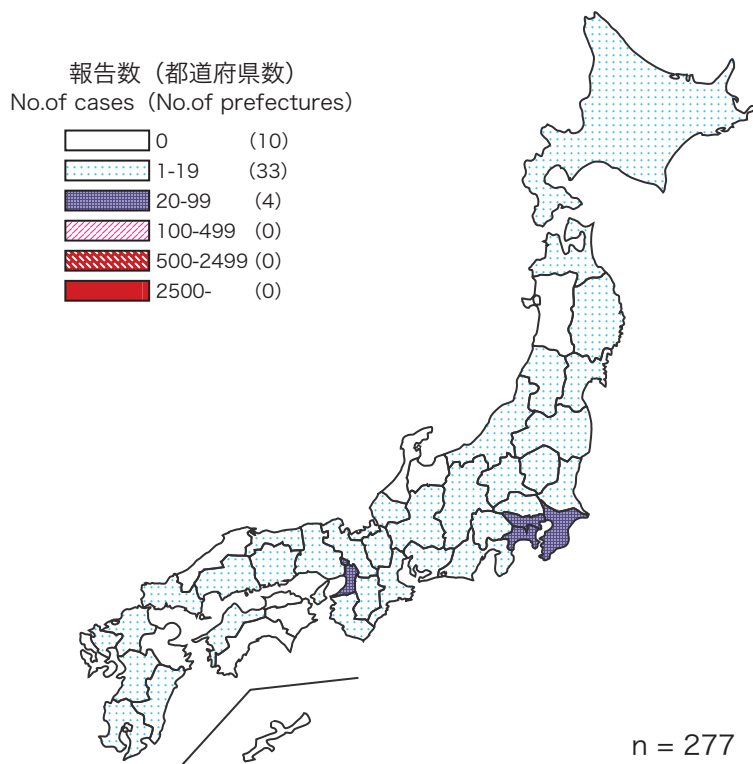 報告数（都道府県数）
No.of cases（No.of prefectures）
0 (10)
1-19 (33)
20-99 (4)
100-499 (0)
500-2499 (0)
2500- (0)
n = 277